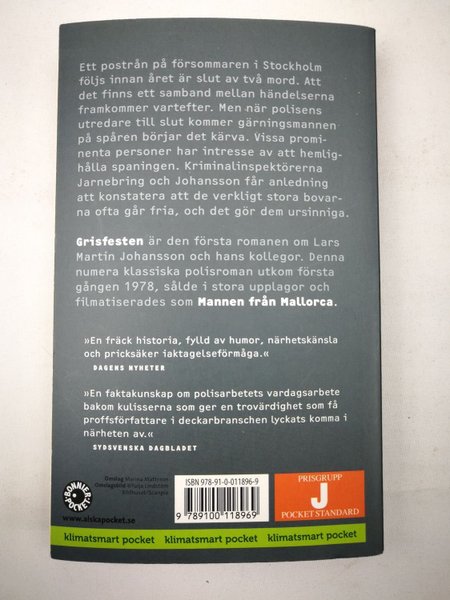 Ett postrån på försommaren i Stockholm
följs innan året är slut av två mord. Att
det finns ett samband mellan händelserna
framkommer vartefter. Men när polisens
utredare till slut kommer gärningsmannen
på spåren börjar det kärva. Vissa promi-
nenta personer har intresse av att hemlig-
hålla spaningen. Kriminalinspektörerna
Jarnebring och Johansson får anledning
att konstatera att de verkligt stora bovar-
na ofta går fria, och det gör dem ursinniga.
Grisfesten är den första romanen om Lars
Martin Johansson och hans kollegor. Denna
numera klassiska polisroman utkom första
gången 1978, sålde i stora upplagor och
filmatiserades som Mannen från Mallorca.
»En fräck historia, fylld av humor, närhetskänsla
och pricksäker iaktagelseförmåga.«
DAGENS NYHETER
»En faktakunskap om polisarbetets vardagsarbete
bakom kulisserna som ger en trovärdighet som få
proffsförfattare i deckarbranschen lyckats komma i
närheten av.«
SYDSVENSKA DAGBLADET
Omslag Marina Mattsson
Lindström
BONNIER
POCKET
www.alskapocket.se
ISBN 978-91-0-011896-9
9 789100 118969
PRISGRUPP
J
POCKET STANDARD
klimatsmart pocket klimatsmart pocket klimatsmart pocket